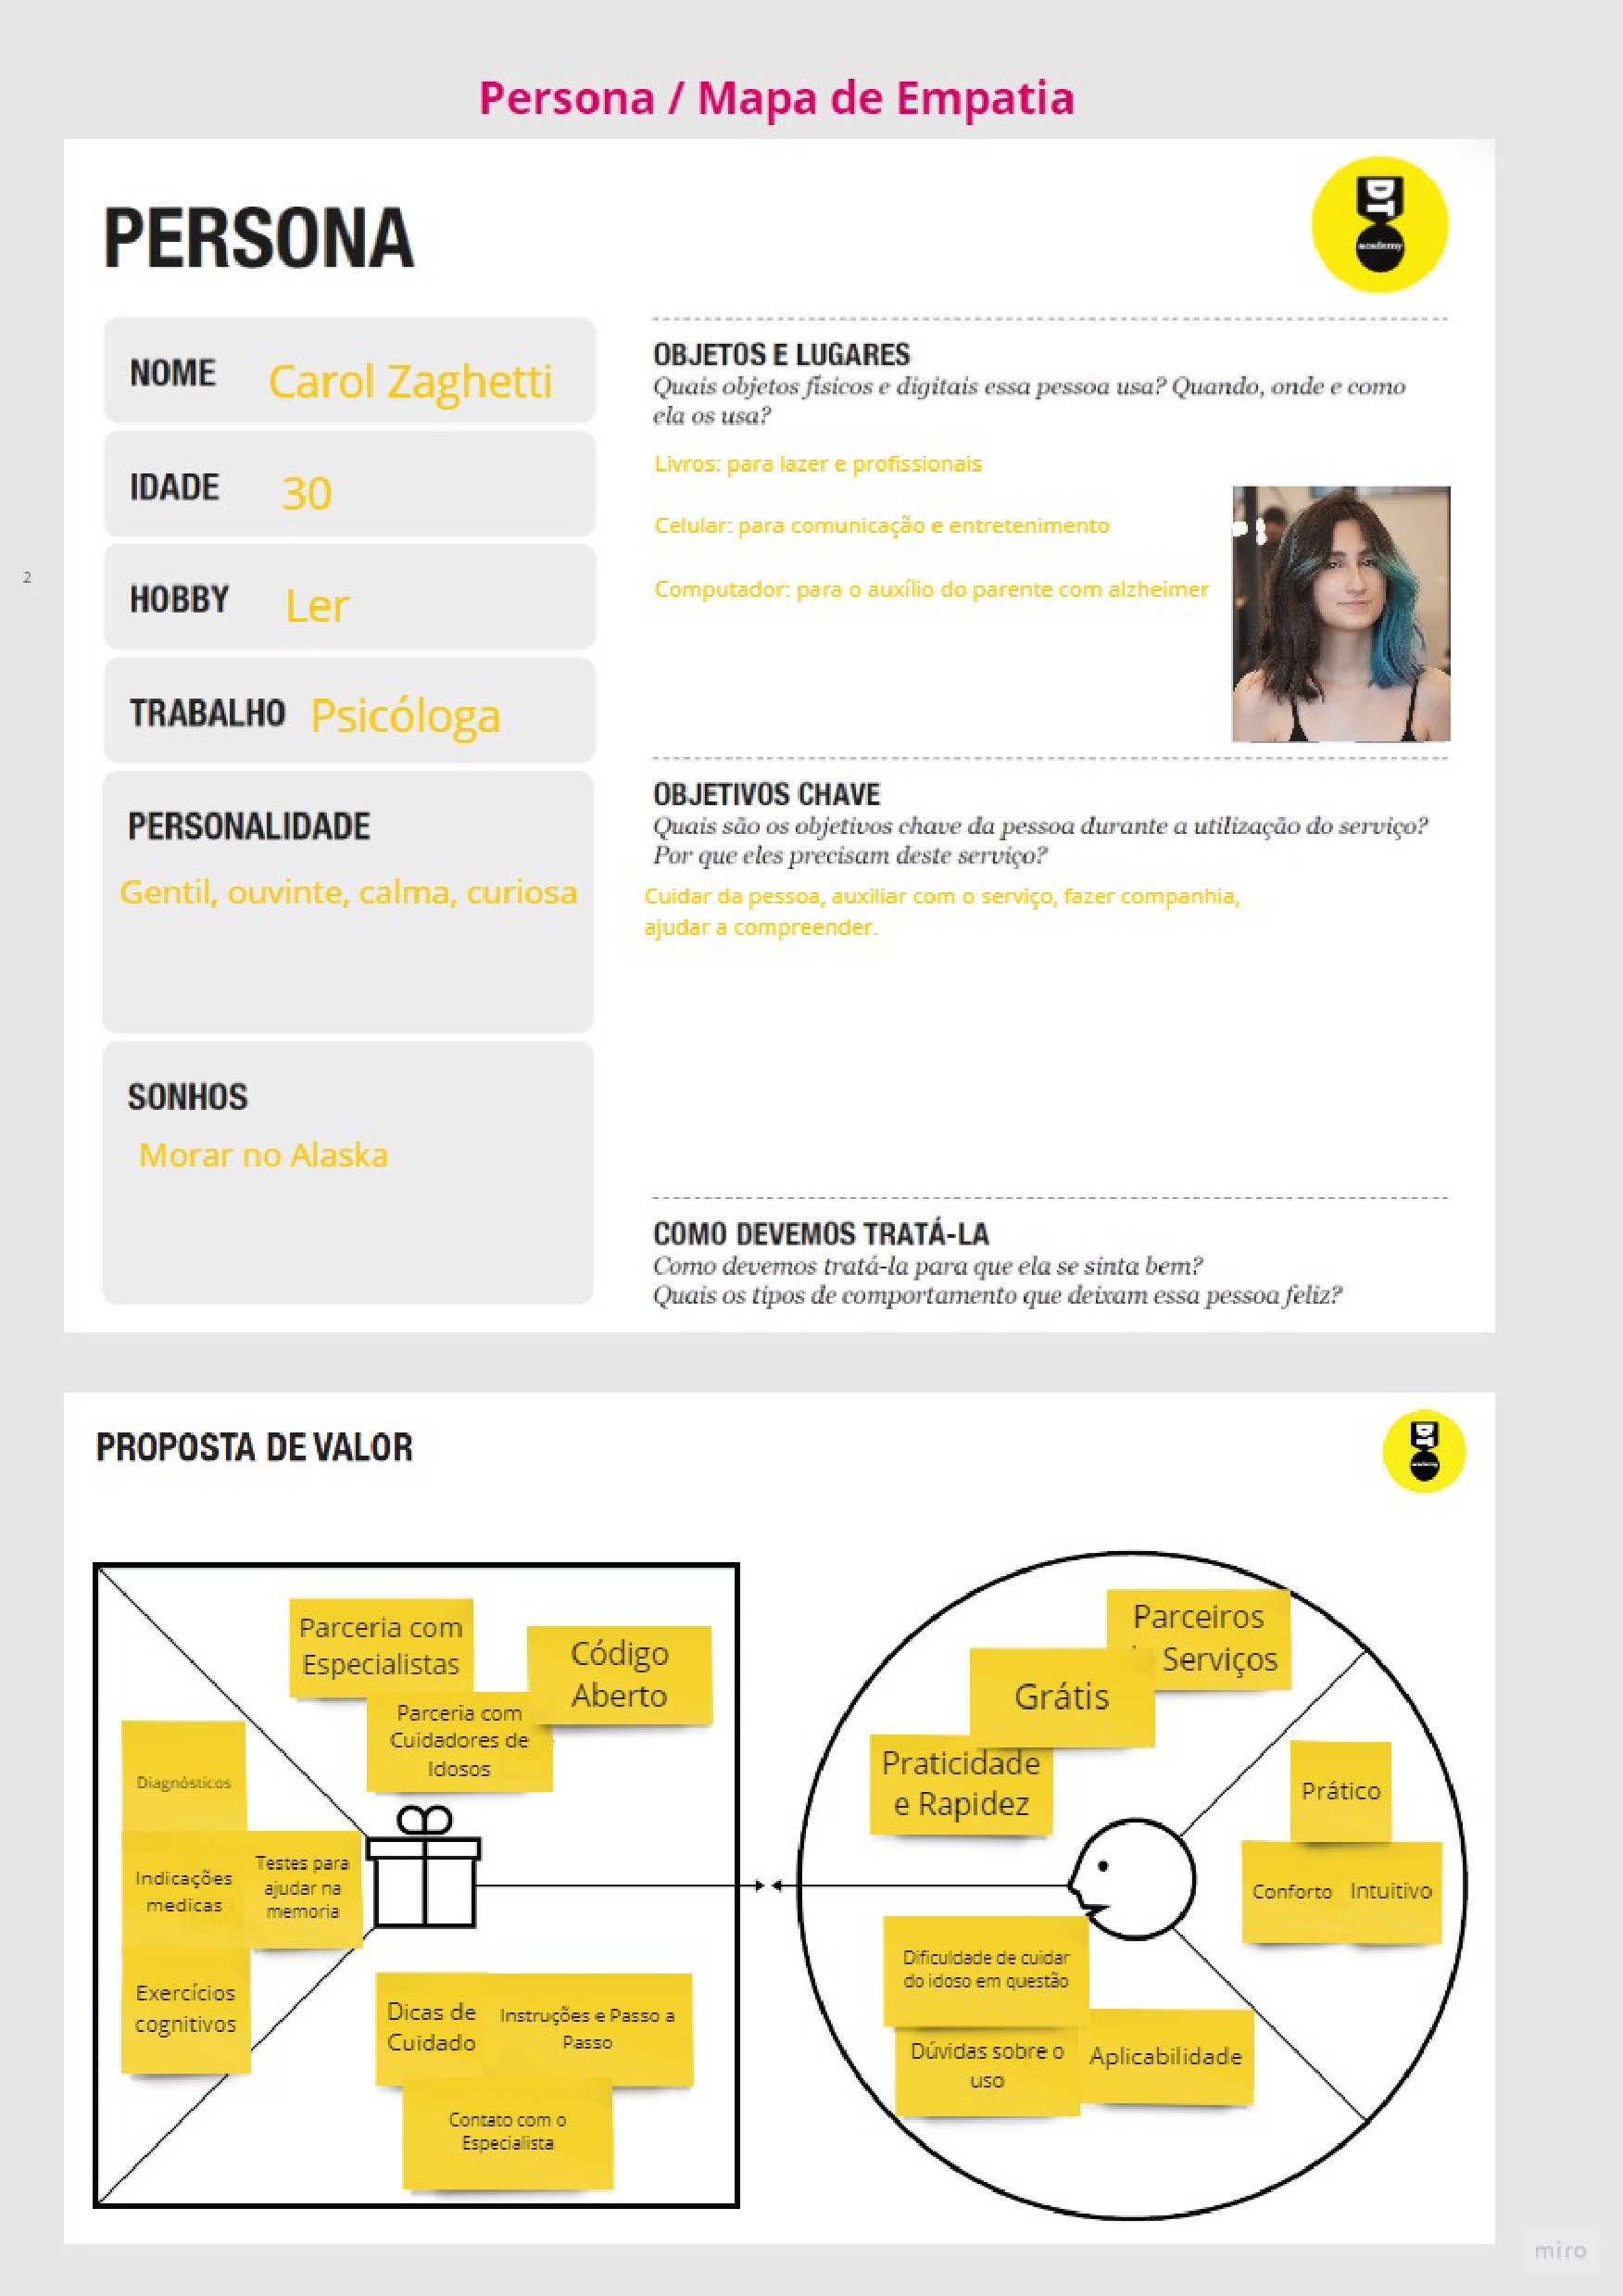 Persona / Mapa de Empatia
PERSONA
DT
academy
NOME Carol Zaghetti
IDADE 30
HOBBY Ler
TRABALHO Psicóloga
PERSONALIDADE
Gentil, ouvinte, calma, curiosa
SONHOS
Morar no Alaska
2
OBJETOS E LUGARES
Quais objetos físicos e digitais essa pessoa usa? Quando, onde e como
ela os usa?
Livros: para lazer e profissionais
Celular: para comunicação e entretenimento
Computador: para o auxílio do parente com alzheimer
OBJETIVOS CHAVE
Quais são os objetivos chave da pessoa durante a utilização do serviço?
Por que eles precisam deste serviço?
Cuidar da pessoa, auxiliar com o serviço, fazer companhia,
ajudar a compreender.
COMO DEVEMOS TRATÁ-LA
Como devemos tratá-la para que ela se sinta bem?
Quais os tipos de comportamento que deixam essa pessoa feliz?
PROPOSTA DE VALOR
DT
academy
Parceria com
Especialistas
Código
Aberto
Parceria com
Cuidadores de
Idosos
Diagnósticos
Indicações
medicas
Testes para
ajudar na
memoria
Exercícios
cognitivos
Dicas de
Cuidado
Instruções e Passo a
Passo
Contato com o
Especialista
Parceiros
Serviços
Grátis
Praticidade
e Rapidez
Prático
Conforto
Intuitivo
Dificuldade de cuidar
do idoso em questão
Dúvidas sobre o
uso
Aplicabilidade
miro